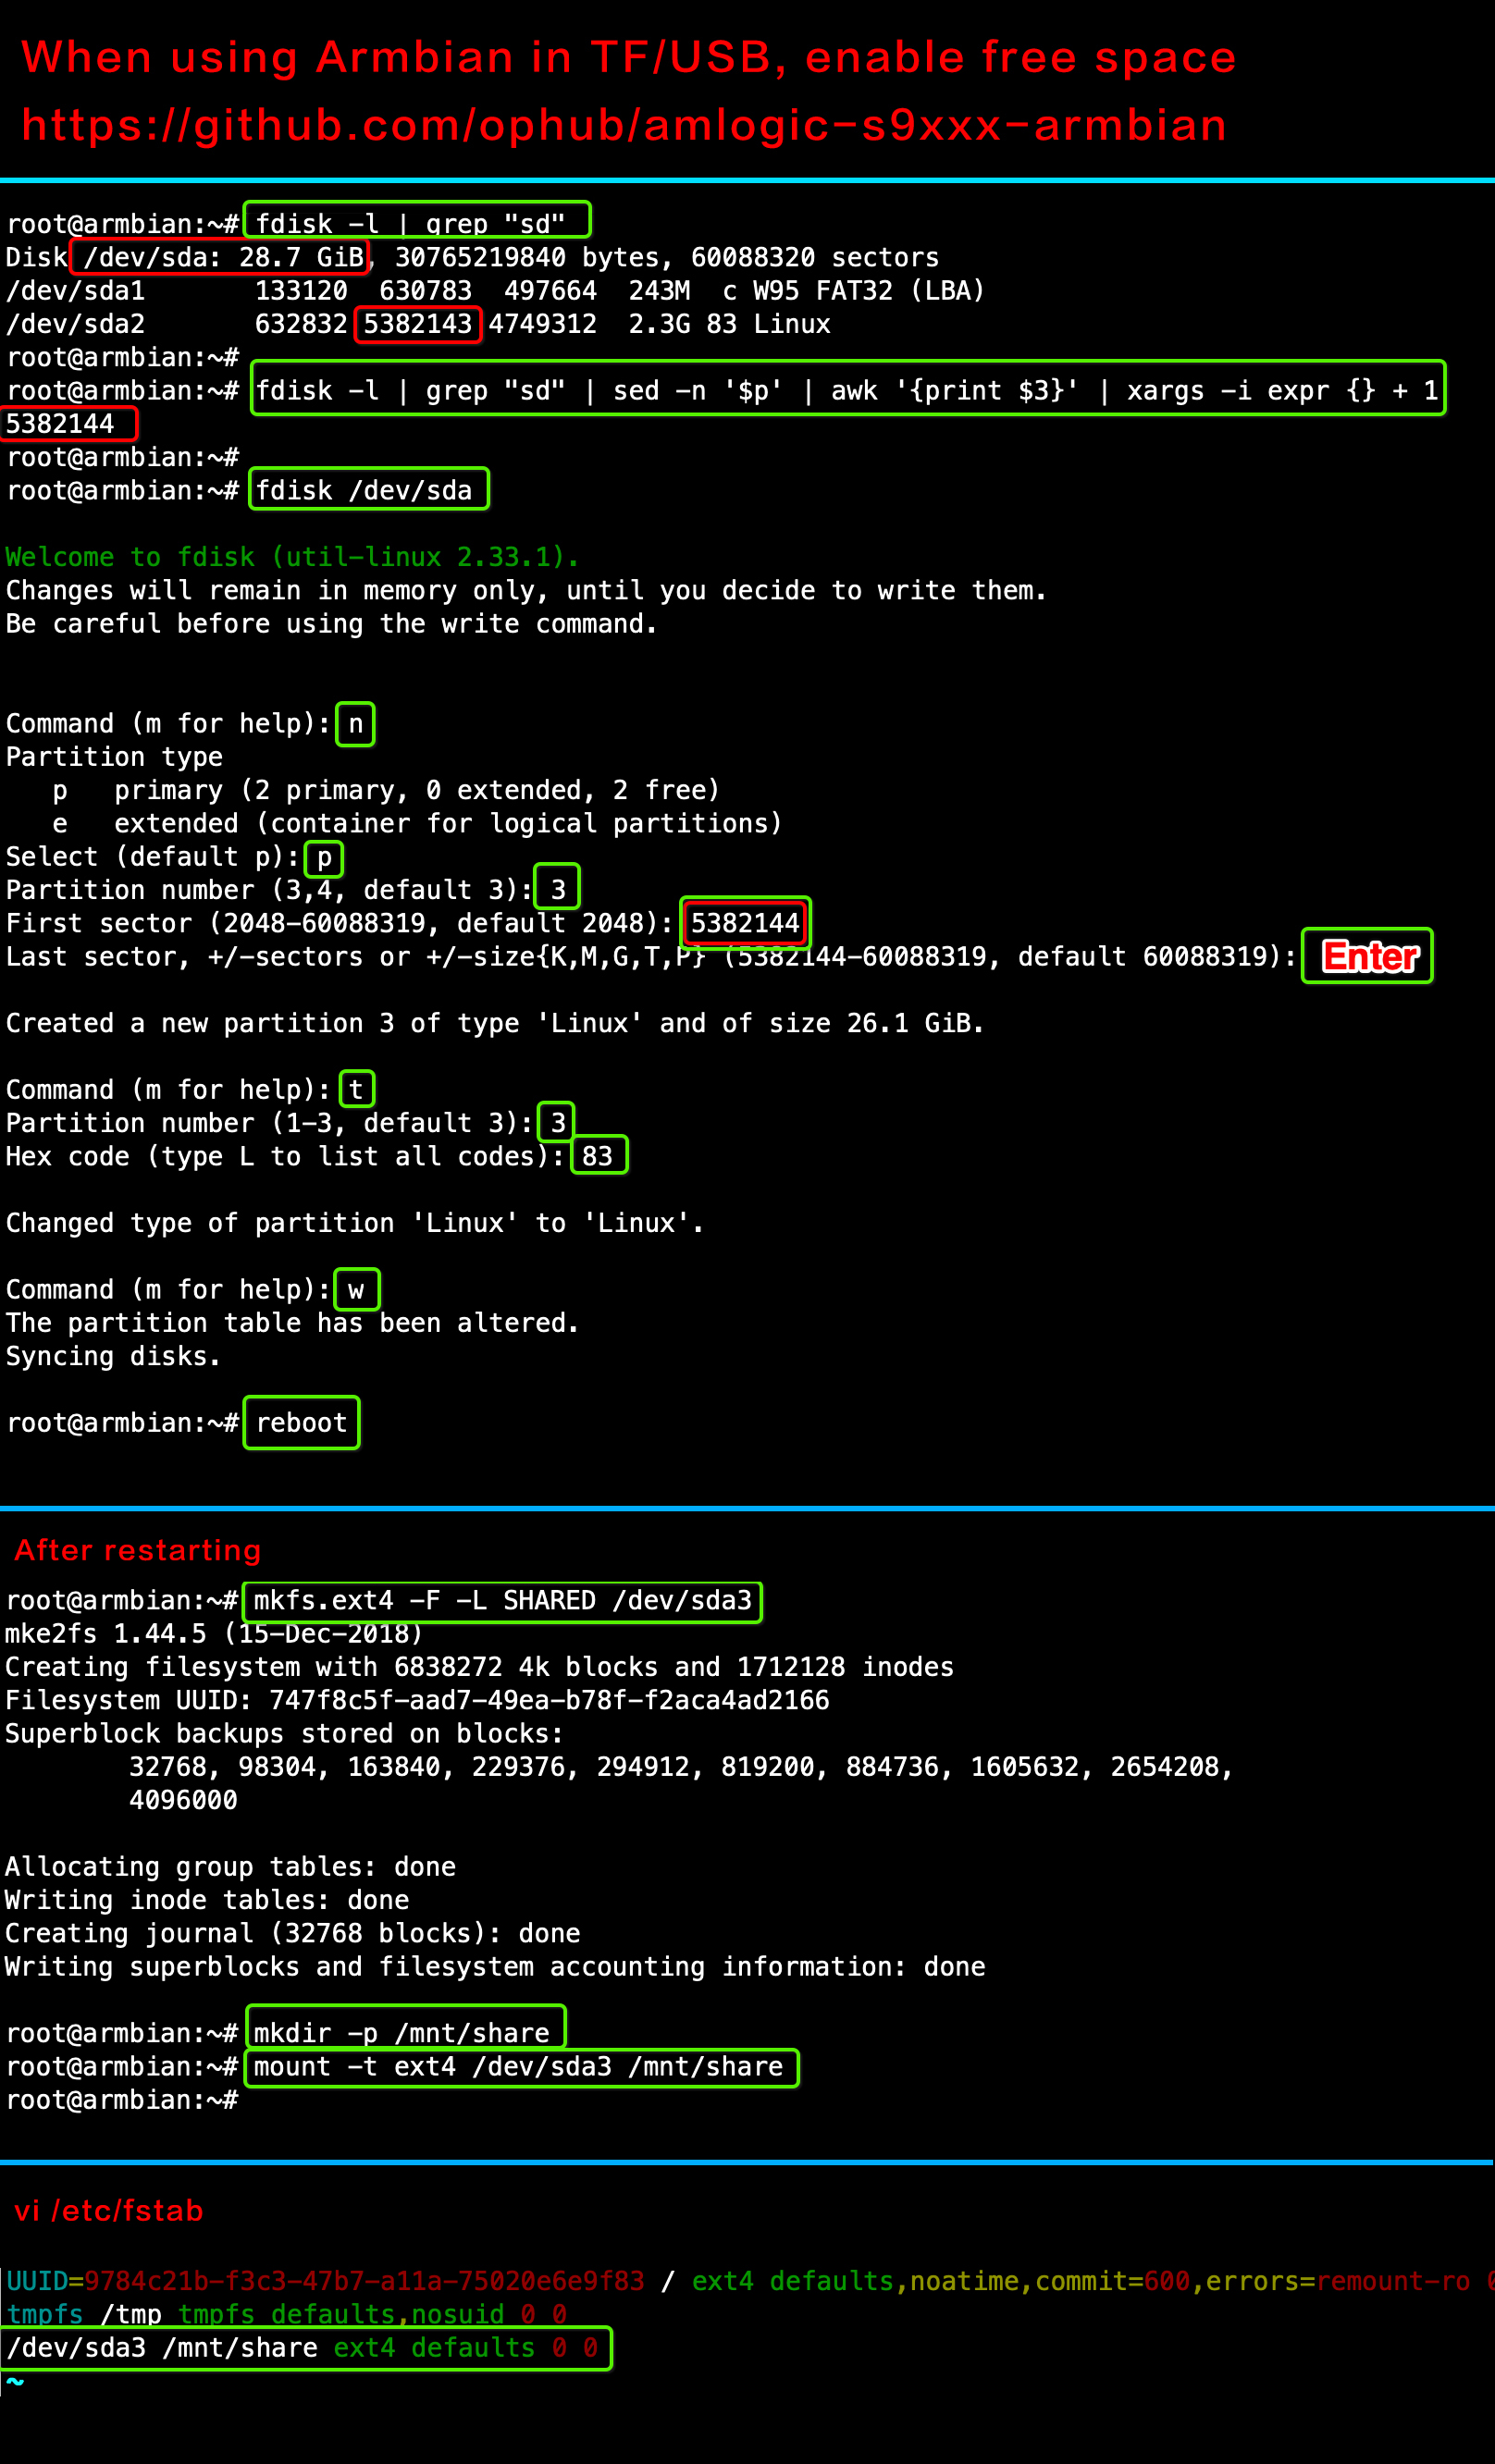 When using Armbian in TF/USB, enable free space
https://github.com/ophub/amlogic-s9xxx-armbian
root@armbian:~# fdisk -l | grep "sd"
Disk /dev/sda: 28.7 GiB, 30765219840 bytes, 60088320 sectors
/dev/sda1       133120  630783  497664  243M  c W95 FAT32 (LBA)
/dev/sda2       632832 5382143 4749312  2.3G 83 Linux
root@armbian:~#
root@armbian:~# fdisk -l | grep "sd" | sed -n '$p' | awk '{print $3}' | xargs -i expr {} + 1
5382144
root@armbian:~#
root@armbian:~# fdisk /dev/sda
Welcome to fdisk (util-linux 2.33.1).
Changes will remain in memory only, until you decide to write them.
Be careful before using the write command.
Command (m for help): n
Partition type
   p   primary (2 primary, 0 extended, 2 free)
   e   extended (container for logical partitions)
Select (default p): p
Partition number (3,4, default 3): 3
First sector (2048-60088319, default 2048): 5382144
Last sector, +/-sectors or +/-size{K,M,G,T,P} (5382144-60088319, default 60088319): Enter
Created a new partition 3 of type 'Linux' and of size 26.1 GiB.
Command (m for help): t
Partition number (1-3, default 3): 3
Hex code (type L to list all codes): 83
Changed type of partition 'Linux' to 'Linux'.
Command (m for help): w
The partition table has been altered.
Syncing disks.
root@armbian:~# reboot
After restarting
root@armbian:~# mkfs.ext4 -F -L SHARED /dev/sda3
mke2fs 1.44.5 (15-Dec-2018)
Creating filesystem with 6838272 4k blocks and 1712128 inodes
Filesystem UUID: 747f8c5f-aad7-49ea-b78f-f2aca4ad2166
Superblock backups stored on blocks:
        32768, 98304, 163840, 229376, 294912, 819200, 884736, 1605632, 2654208,
        4096000
Allocating group tables: done
Writing inode tables: done
Creating journal (32768 blocks): done
Writing superblocks and filesystem accounting information: done
root@armbian:~# mkdir -p /mnt/share
root@armbian:~# mount -t ext4 /dev/sda3 /mnt/share
root@armbian:~#
vi /etc/fstab
UUID=9784c21b-f3c3-47b7-a11a-75020e6e9f83 / ext4 defaults,noatime,commit=600,errors=remount-ro 0
tmpfs /tmp tmpfs defaults,nosuid 0 0
/dev/sda3 /mnt/share ext4 defaults 0 0
~